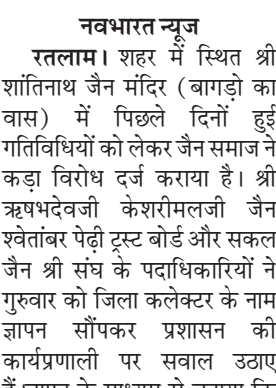 नवभारत न्यूज
रतलाम। शहर में स्थित श्री
शांतिनाथ जैन मंदिर (बागड़ो का
वास) में पिछले दिनों हुई
गतिविधियों को लेकर जैन समाज ने
कड़ा विरोध दर्ज कराया है। श्री
ऋषभदेवजी केशरीमलजी जैन
श्वेतांबर पेढ़ी ट्रस्ट बोर्ड और सकल
जैन श्री संघ के पदाधिकारियों ने
गुरुवार को जिला कलेक्टर के नाम
ज्ञापन सौंपकर प्रशासन की
कार्यप्रणाली पर सवाल उठाए